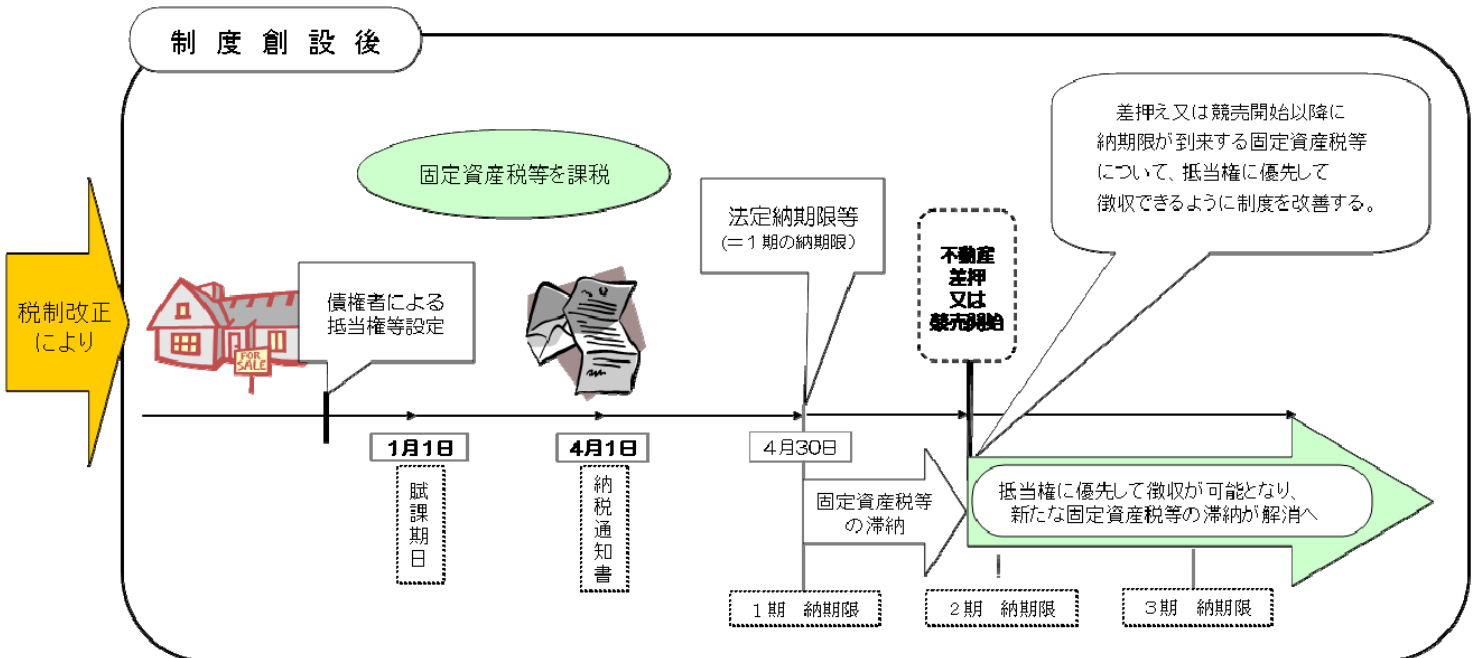 制度創設後
税制改正
により
固定資産税等を課税
差押え又は競売開始以降に
納期限が到来する固定資産税等
について、抵当権に優先して
徴収できるように制度を改善する。
法定納期限等
(=1期の納期限)
不動産
差押
又は
競売開始
債権者による
抵当権等設定
FOR
SALE
1月1日
4月1日
4月30日
賦課期日
納税通知書
固定資産税等
の滞納
抵当権に優先して徴収が可能となり、
新たな固定資産税等の滞納が解消へ
1期 納期限
2期 納期限
3期 納期限